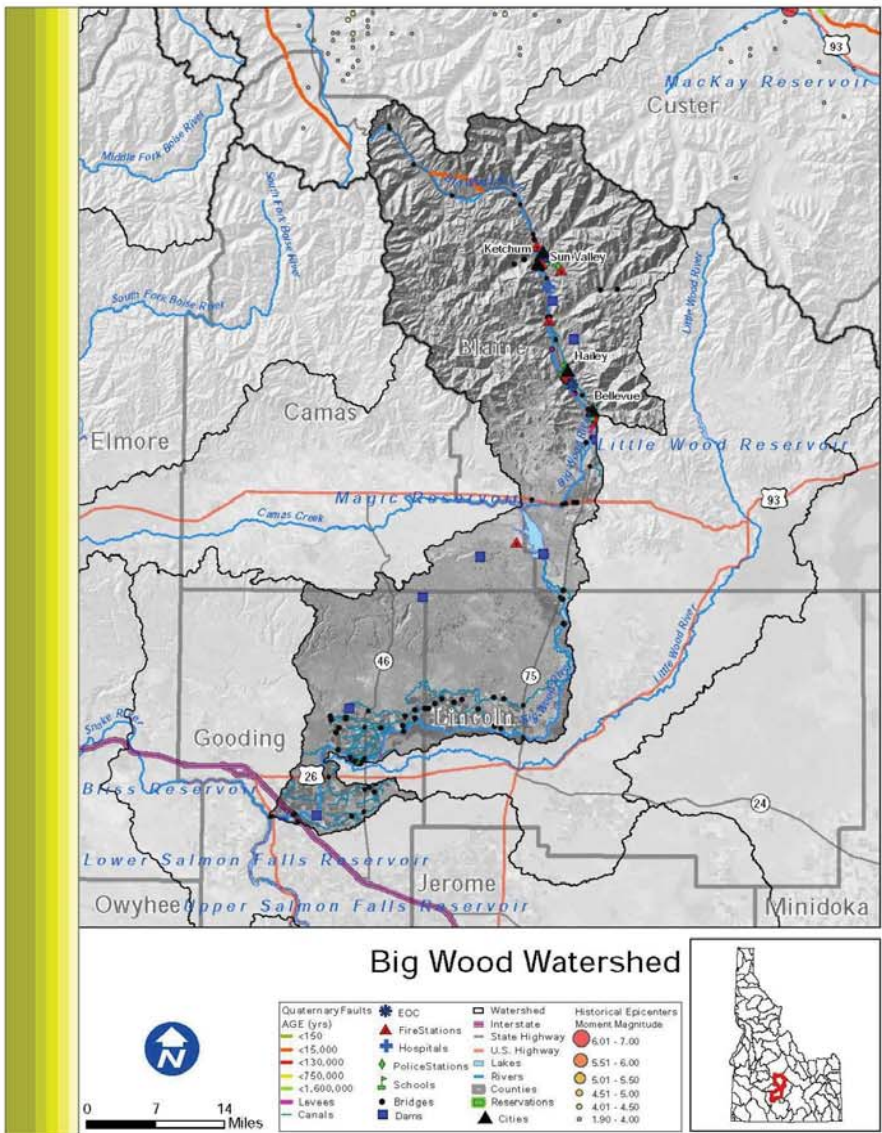 93
MacKay Reservoir
Custer
Middle Fork Boise River
South Fork Boise River
South Fork Boise River
Little Wood River
Ketchum
Sun Valley
Blaine
Hailey
Camas
Bellevue
Elmore
Big Wood River
Little Wood Reservoir
Magic Reservoir
93
Camas Creek
Little Wood River
46
75
Big Wood River
Lincoln
Snake River
Gooding
26
Bliss Reservoir
24
Lower Salmon Falls Reservoir
Jerome
Owyhee
Upper Salmon Falls Reservoir
Minidoka
Big Wood Watershed
N
0 7 14
Miles
Quaternary Faults
AGE (yrs)
<150
<15,000
<130,000
<750,000
<1,600,000
Levees
Canals
EOC
FireStations
Hospitals
PoliceStations
Schools
Bridges
Dams
Watershed
Interstate
State Highway
U.S. Highway
Lakes
Rivers
Counties
Reservations
Cities
Historical Epicenters
Moment Magnitude
6.01 - 7.00
5.51 - 6.00
5.01 - 5.50
4.51 - 5.00
4.01 - 4.50
1.90 - 4.00